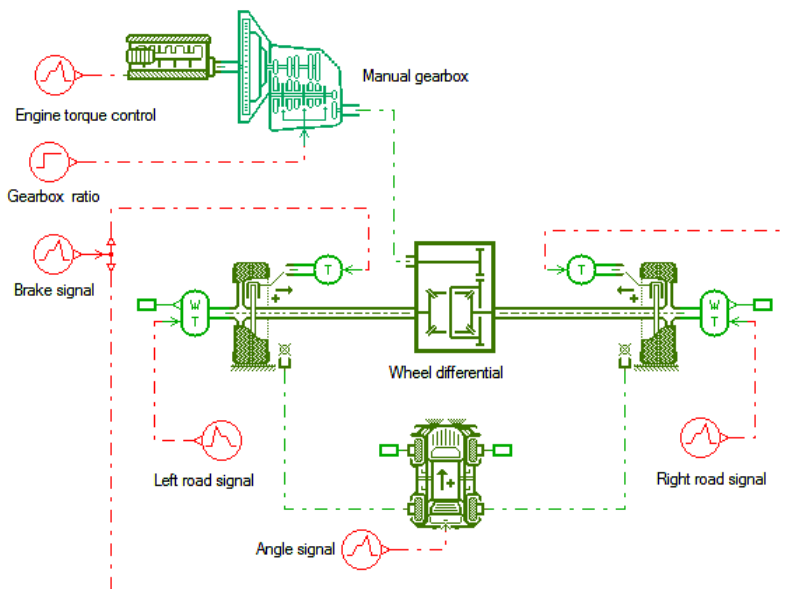 Manual gearbox
Engine torque control
Gearbox ratio
Brake signal
T
T
W
T
W
T
Wheel differential
Left road signal
Right road signal
Angle signal